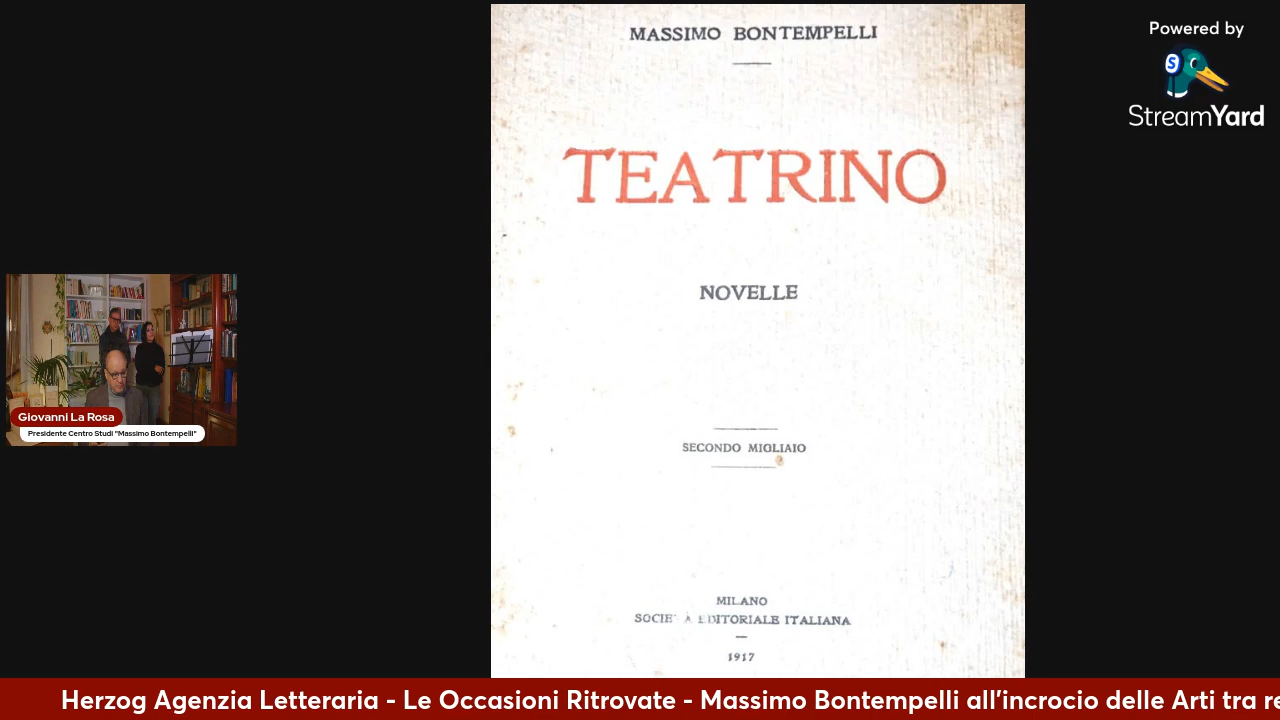 MASSIMO BONTEMPELLI
TEATRINO
NOVELLE
SECONDO MIGLIAIO
MILANO
SOCIETÀ EDITORIALE ITALIANA
1917
Powered by
S
StreamYard
Giovanni La Rosa
Presidente Centro Studi "Massimo Bontempelli"
Herzog Agenzia Letteraria - Le Occasioni Ritrovate - Massimo Bontempelli all'incrocio delle Arti tra re